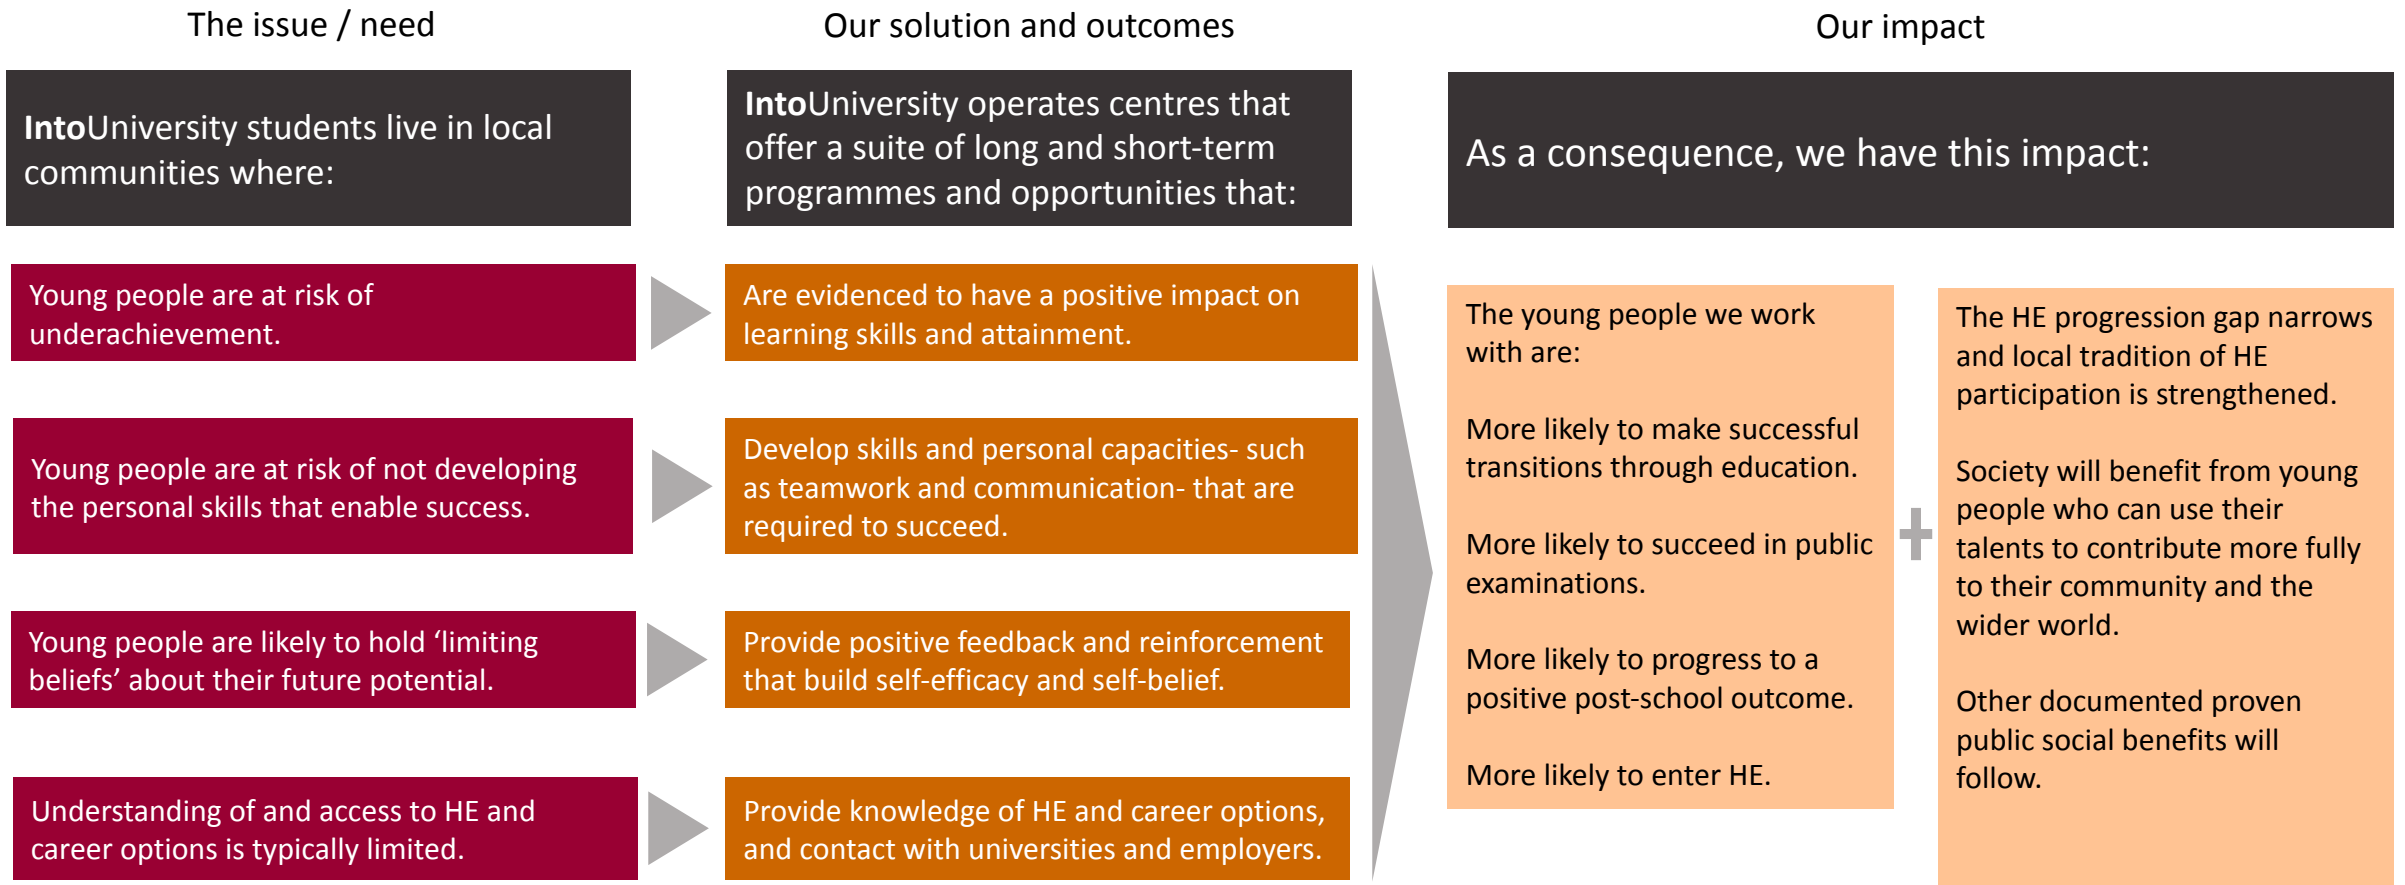 The issue / need
Our solution and outcomes
Our impact
IntoUniversity students live in local
communities where:
IntoUniversity operates centres that
offer a suite of long and short-term
programmes and opportunities that:
As a consequence, we have this impact:
Young people are at risk of
underachievement.
Are evidenced to have a positive impact on
learning skills and attainment.
Young people are at risk of not developing
the personal skills that enable success.
Develop skills and personal capacities- such
as teamwork and communication- that are
required to succeed.
Young people are likely to hold ‘limiting
beliefs’ about their future potential.
Provide positive feedback and reinforcement
that build self-efficacy and self-belief.
Understanding of and access to HE and
career options is typically limited.
Provide knowledge of HE and career options,
and contact with universities and employers.
The young people we work
with are:
More likely to make successful
transitions through education.
More likely to succeed in public
examinations.
More likely to progress to a
positive post-school outcome.
More likely to enter HE.
The HE progression gap narrows
and local tradition of HE
participation is strengthened.
Society will benefit from young
people who can use their
talents to contribute more fully
to their community and the
wider world.
Other documented proven
public social benefits will
follow.